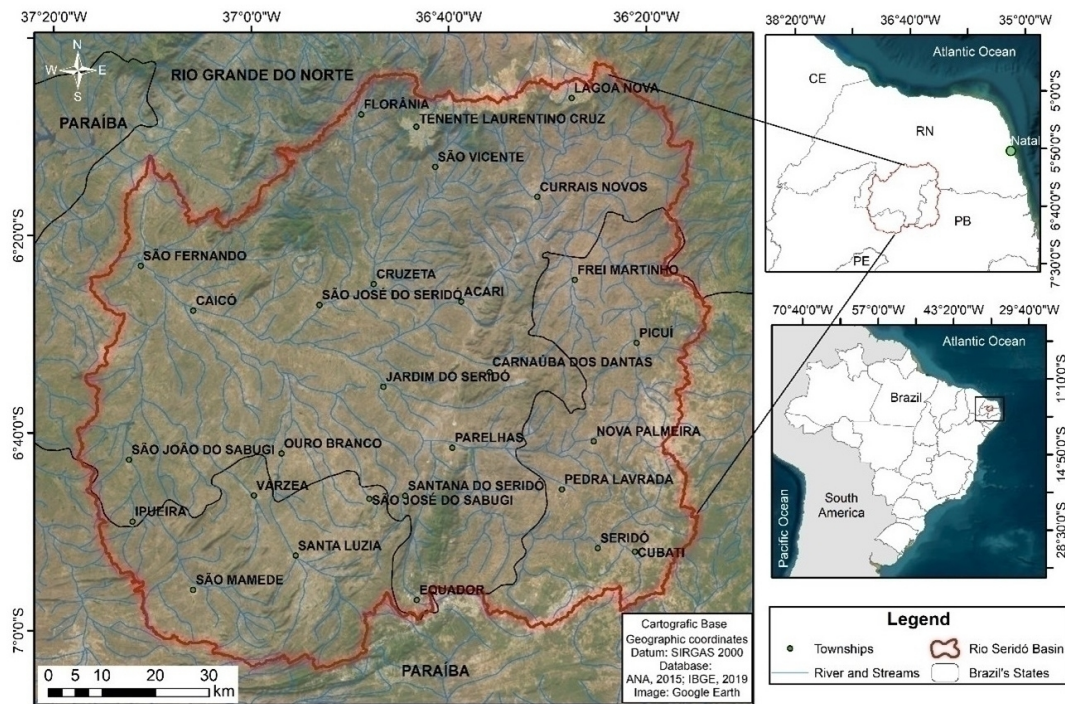 37°20'0"W
37°0'0"W
36°40'0"W
36°20'0"W
6°20'0"S
6°40'0"S
7°0'0"S
N
W E
S
RIO GRANDE DO NORTE
PARAÍBA
LAGOA NOVA
FLORÂNIA
TENENTE LAURENTINO CRUZ
SÃO VICENTE
CURRAIS NOVOS
SÃO FERNANDO
CRUZETA
FREI MARTINHO
CAICÓ
SÃO JOSÉ DO SERIDÓ
ACARI
PICUÍ
CARNAÚBA DOS DANTAS
JARDIM DO SERIDÓ
SÃO JOÃO DO SABUGI
OURO BRANCO
PARELHAS
NOVA PALMEIRA
VÁRZEA
SANTANA DO SERIDÓ
PEDRA LAVRADA
SÃO JOSÉ DO SABUGI
IPUEIRA
SANTA LUZIA
SERIDÓ
CUBATI
SÃO MAMEDE
EQUADOR
PARAÍBA
0 5 10 20 30
km
Cartografic Base
Geographic coordinates
Datum: SIRGAS 2000
Database:
ANA, 2015; IBGE, 2019
Image: Google Earth
38°20'0"W
36°40'0"W
35°0'0"W
Atlantic Ocean
CE
RN
Natal
PB
PE
5°0'0"S
5°50'0"S
6°40'0"S
7°30'0"S
70°40'0"W
57°0'0"W
43°20'0"W
29°40'0"W
Atlantic Ocean
Brazil
South
America
Pacific Ocean
1°10'0"S
14°50'0"S
28°30'0"S
Legend
Townships
Rio Seridó Basin
River and Streams
Brazil's States